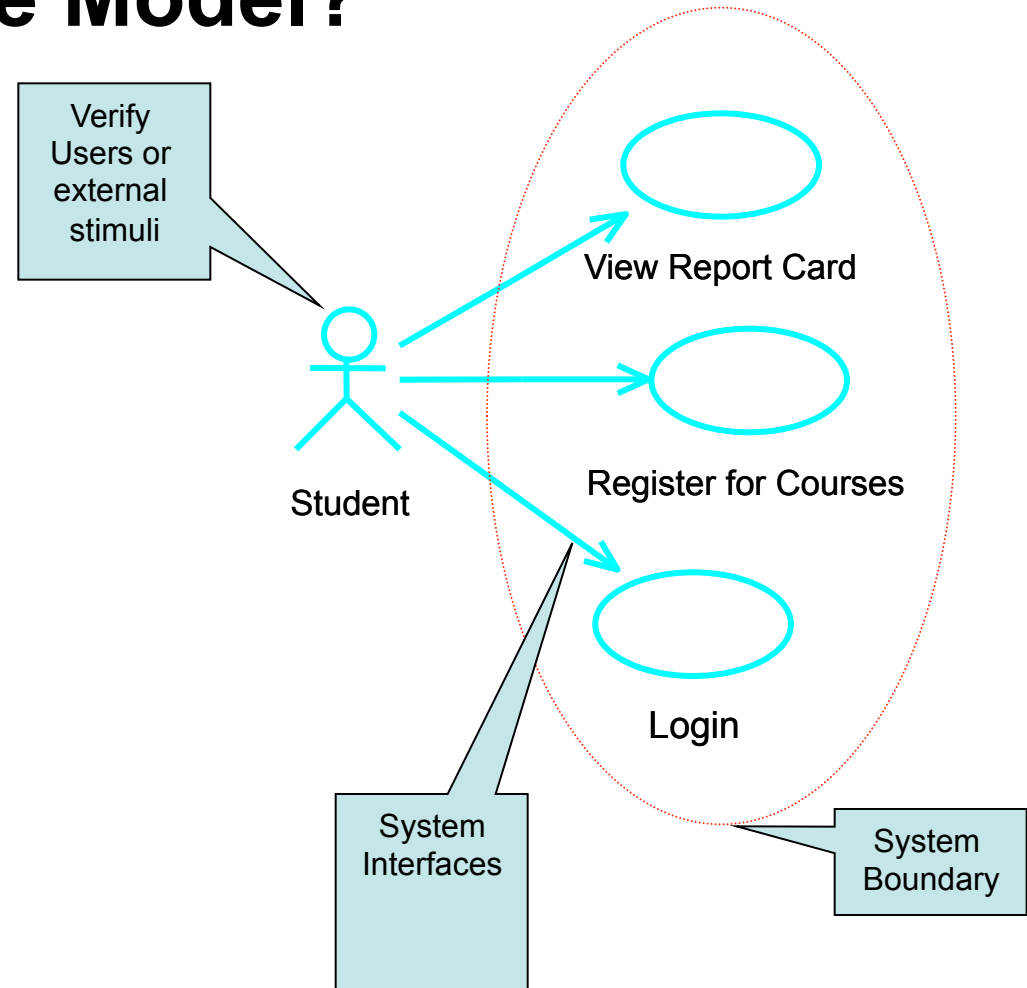 e Model?
Verify
Users or
external
stimuli
View Report Card
Student
Register for Courses
Login
System
Interfaces
System
Boundary